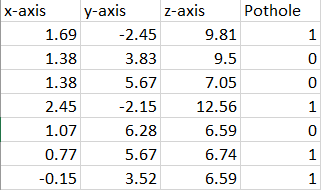 x-axis y-axis z-axis Pothole
1.69 -2.45 9.81 1
1.38 3.83 9.5 0
1.38 5.67 7.05 0
2.45 -2.15 12.56 1
1.07 6.28 6.59 0
0.77 5.67 6.74 1
-0.15 3.52 6.59 1